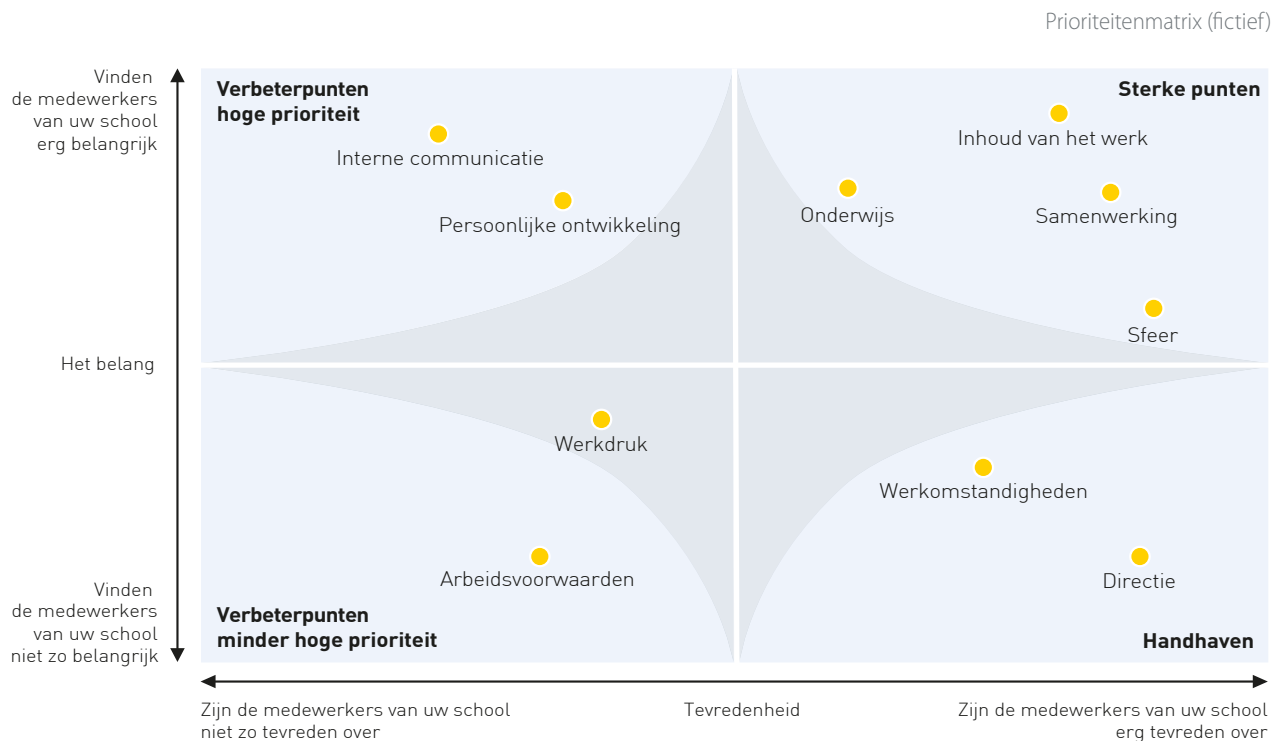 Prioriteitenmatrix (fictief)
Vinden
de medewerkers
van uw school
erg belangrijk
Verbeterpunten
hoge prioriteit
Sterke punten
Interne communicatie
Inhoud van het werk
Persoonlijke ontwikkeling
Onderwijs
Samenwerking
Sfeer
Het belang
Werkdruk
Werkomstandigheden
Arbeidsvoorwaarden
Directie
Vinden
de medewerkers
van uw school
niet zo belangrijk
Verbeterpunten
minder hoge prioriteit
Handhaven
Zijn de medewerkers van uw school
niet zo tevreden over
Tevredenheid
Zijn de medewerkers van uw school
erg tevreden over